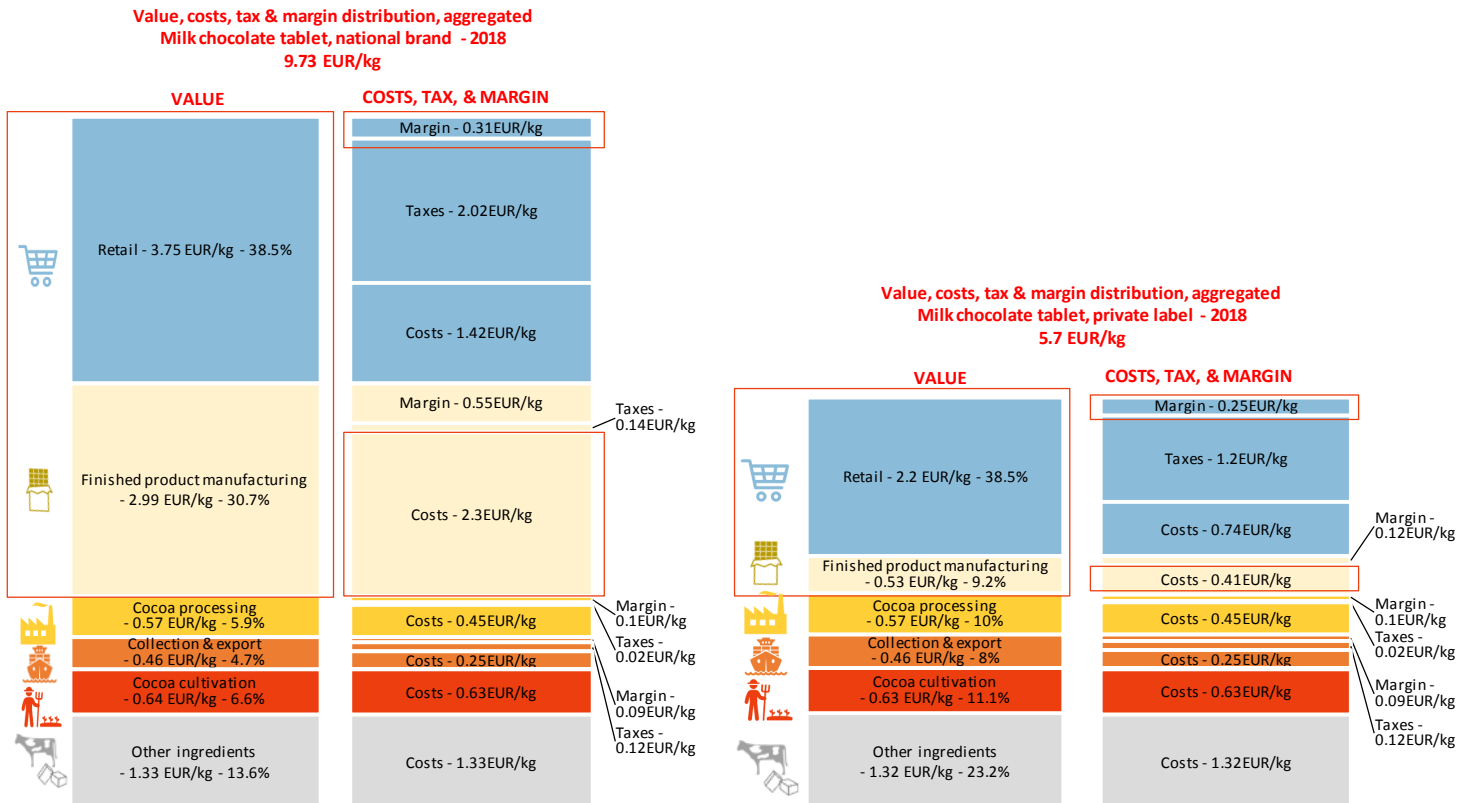 Value, costs, tax & margin distribution, aggregated
Milk chocolate tablet, national brand - 2018
9.73 EUR/kg
VALUE
COSTS, TAX, & MARGIN
Retail - 3.75 EUR/kg - 38.5%
Finished product manufacturing
- 2.99 EUR/kg - 30.7%
Cocoa processing
- 0.57 EUR/kg - 5.9%
Collection & export
- 0.46 EUR/kg - 4.7%
Cocoa cultivation
- 0.64 EUR/kg - 6.6%
Other ingredients
- 1.33 EUR/kg - 13.6%
Margin - 0.31EUR/kg
Taxes - 2.02EUR/kg
Costs - 1.42EUR/kg
Margin - 0.55EUR/kg
Taxes -
0.14EUR/kg
Costs - 2.3EUR/kg
Margin -
0.1EUR/kg
Costs - 0.45EUR/kg
Taxes -
0.02EUR/kg
Costs - 0.25EUR/kg
Margin -
0.09EUR/kg
Costs - 0.63EUR/kg
Taxes -
0.12EUR/kg
Costs - 1.33EUR/kg
Value, costs, tax & margin distribution, aggregated
Milk chocolate tablet, private label - 2018
5.7 EUR/kg
VALUE
COSTS, TAX, & MARGIN
Retail - 2.2 EUR/kg - 38.5%
Finished product manufacturing
- 0.53 EUR/kg - 9.2%
Cocoa processing
- 0.57 EUR/kg - 10%
Collection & export
- 0.46 EUR/kg - 8%
Cocoa cultivation
- 0.63 EUR/kg - 11.1%
Other ingredients
- 1.32 EUR/kg - 23.2%
Margin - 0.25EUR/kg
Taxes - 1.2EUR/kg
Costs - 0.74EUR/kg
Margin -
0.12EUR/kg
Costs - 0.41EUR/kg
Margin -
0.1EUR/kg
Costs - 0.45EUR/kg
Taxes -
0.02EUR/kg
Costs - 0.25EUR/kg
Margin -
0.09EUR/kg
Costs - 0.63EUR/kg
Taxes -
0.12EUR/kg
Costs - 1.32EUR/kg